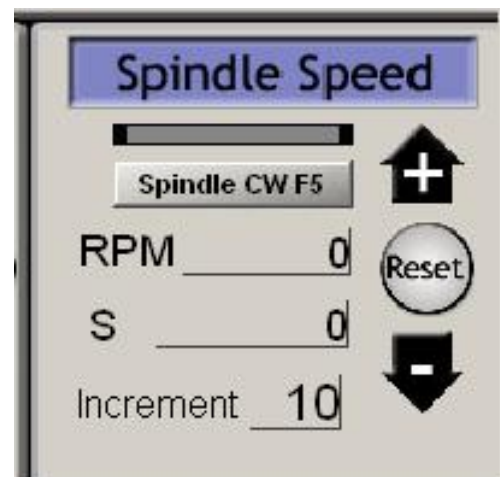 Spindle Speed
Spindle CW F5
+
RPM 0
Reset
S 0
-
Increment 10